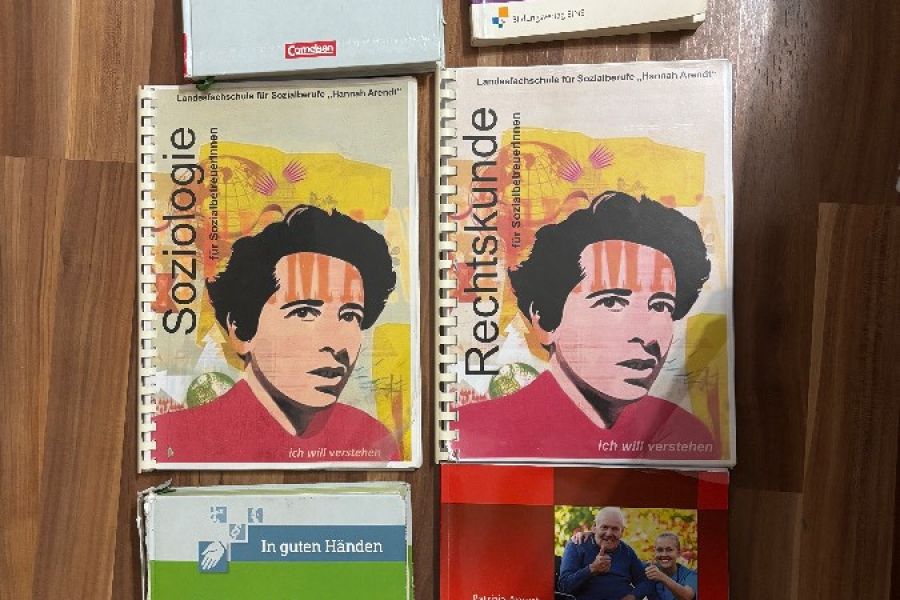 Cornelsen
Bildungsverlag EINS
Landesfachschule für Sozialberufe „Hannah Arendt"
Soziologie
für SozialbetreuerInnen
ich will verstehen
Landesfachschule für Sozialberufe „Hannah Arendt"
Rechtskunde
für SozialbetreuerInnen
ich will verstehen
In guten Händen